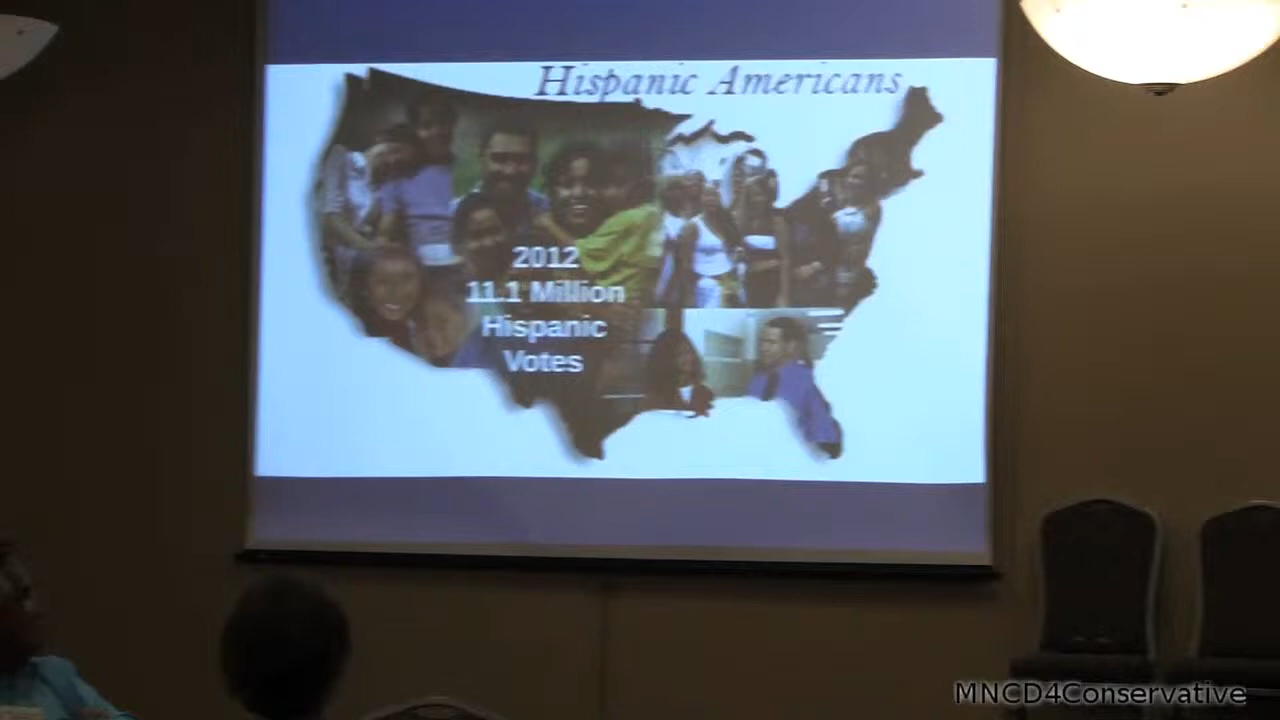 Hispanic Americans
2012
11.1 Million
Hispanic
Votes
MNCD4Conservative